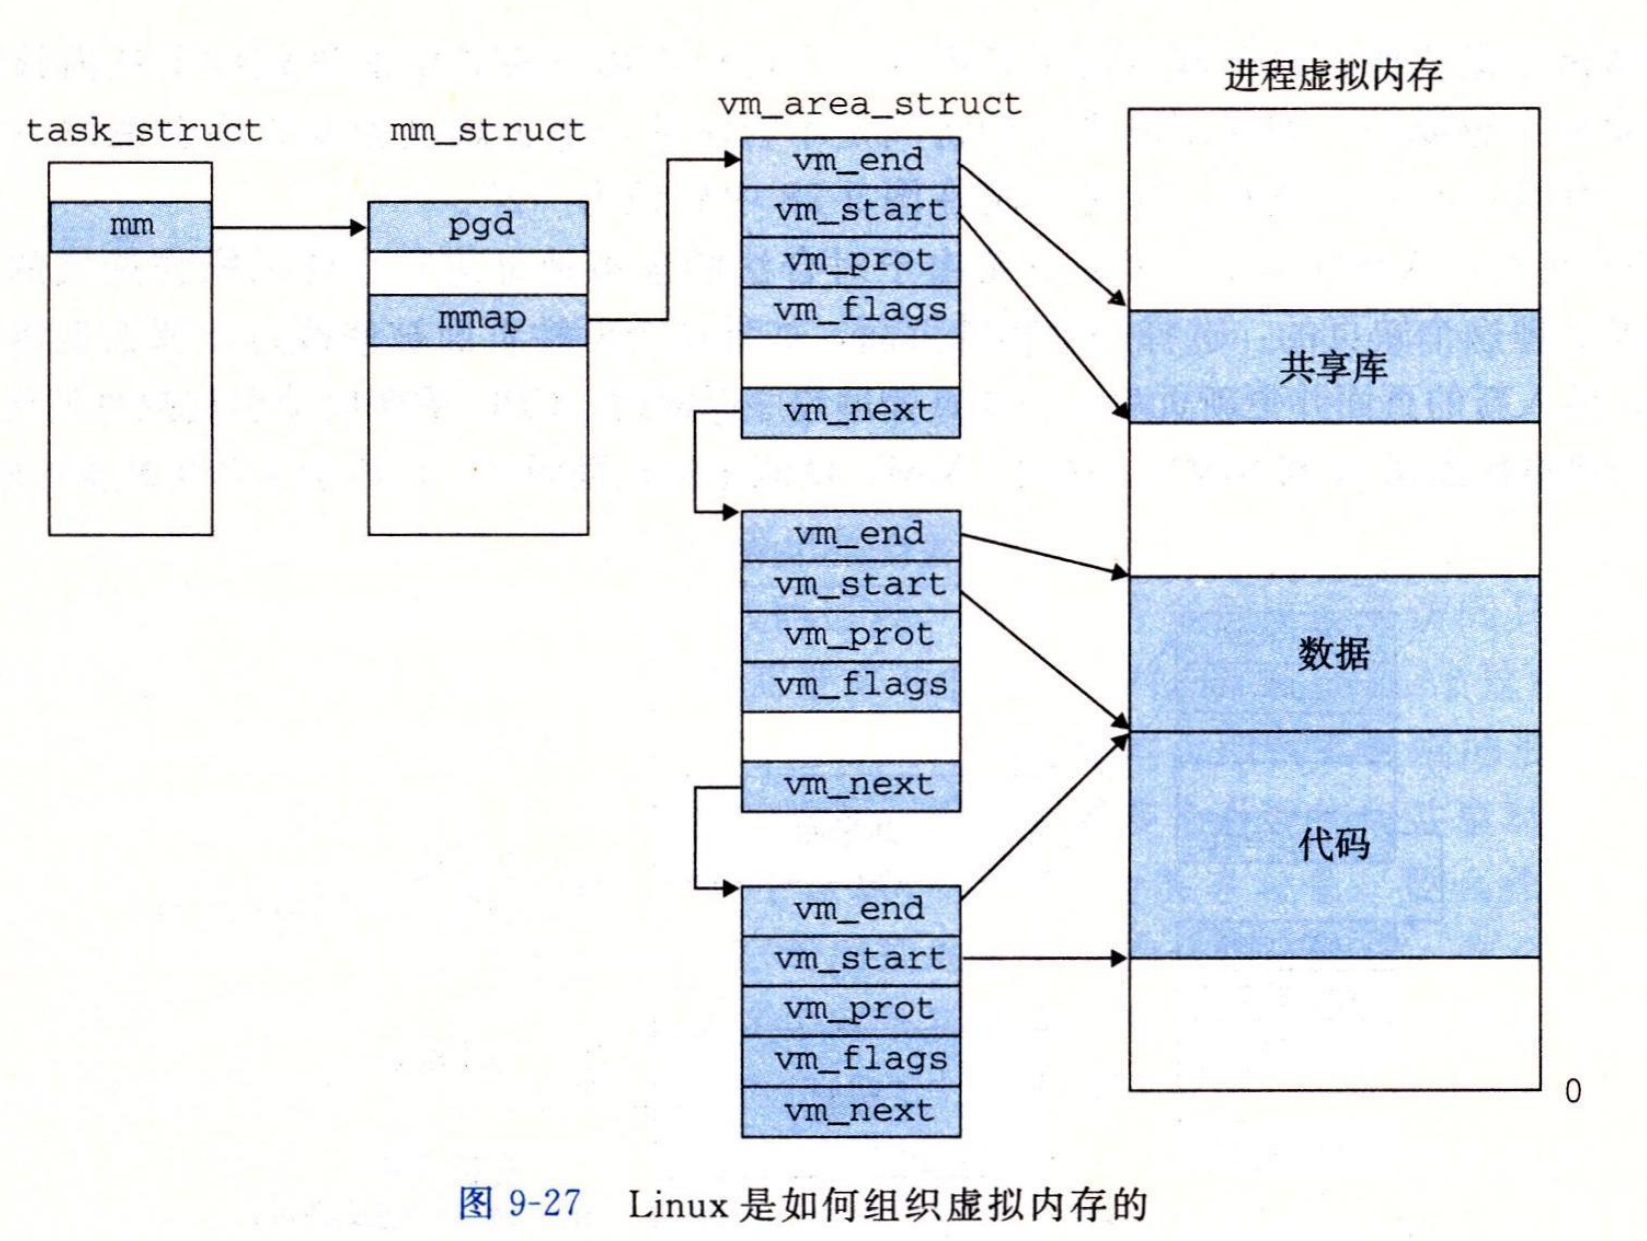 进程虚拟内存
task_struct
mm_struct
vm_area_struct
mm
pgd
mmap
vm_end
vm_start
vm_prot
vm_flags
vm_next
vm_end
vm_start
vm_prot
vm_flags
vm_next
vm_end
vm_start
vm_prot
vm_flags
vm_next
共享库
数据
代码
0
图 9-27 Linux 是如何组织虚拟内存的